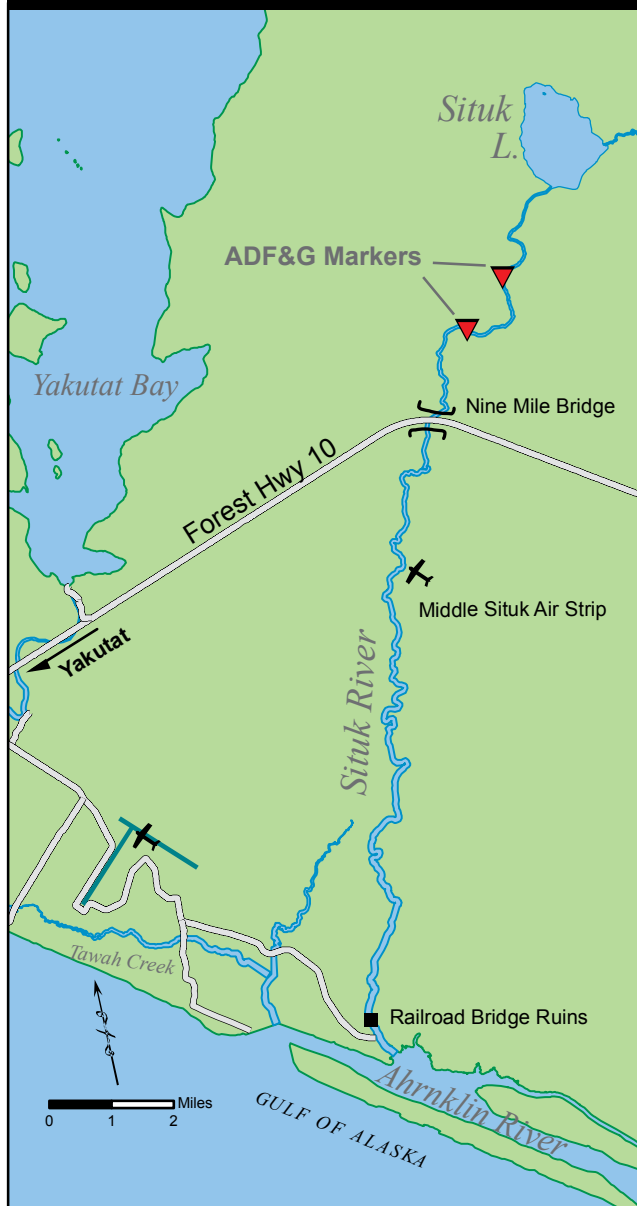 Situk
L.
ADF&G Markers
Yakutat Bay
Nine Mile Bridge
Forest Hwy 10
Middle Situk Air Strip
Yakutat
Situk River
Tawah Creek
Railroad Bridge Ruins
Ahrnklin River
GULF OF ALASKA
Miles
0 1 2